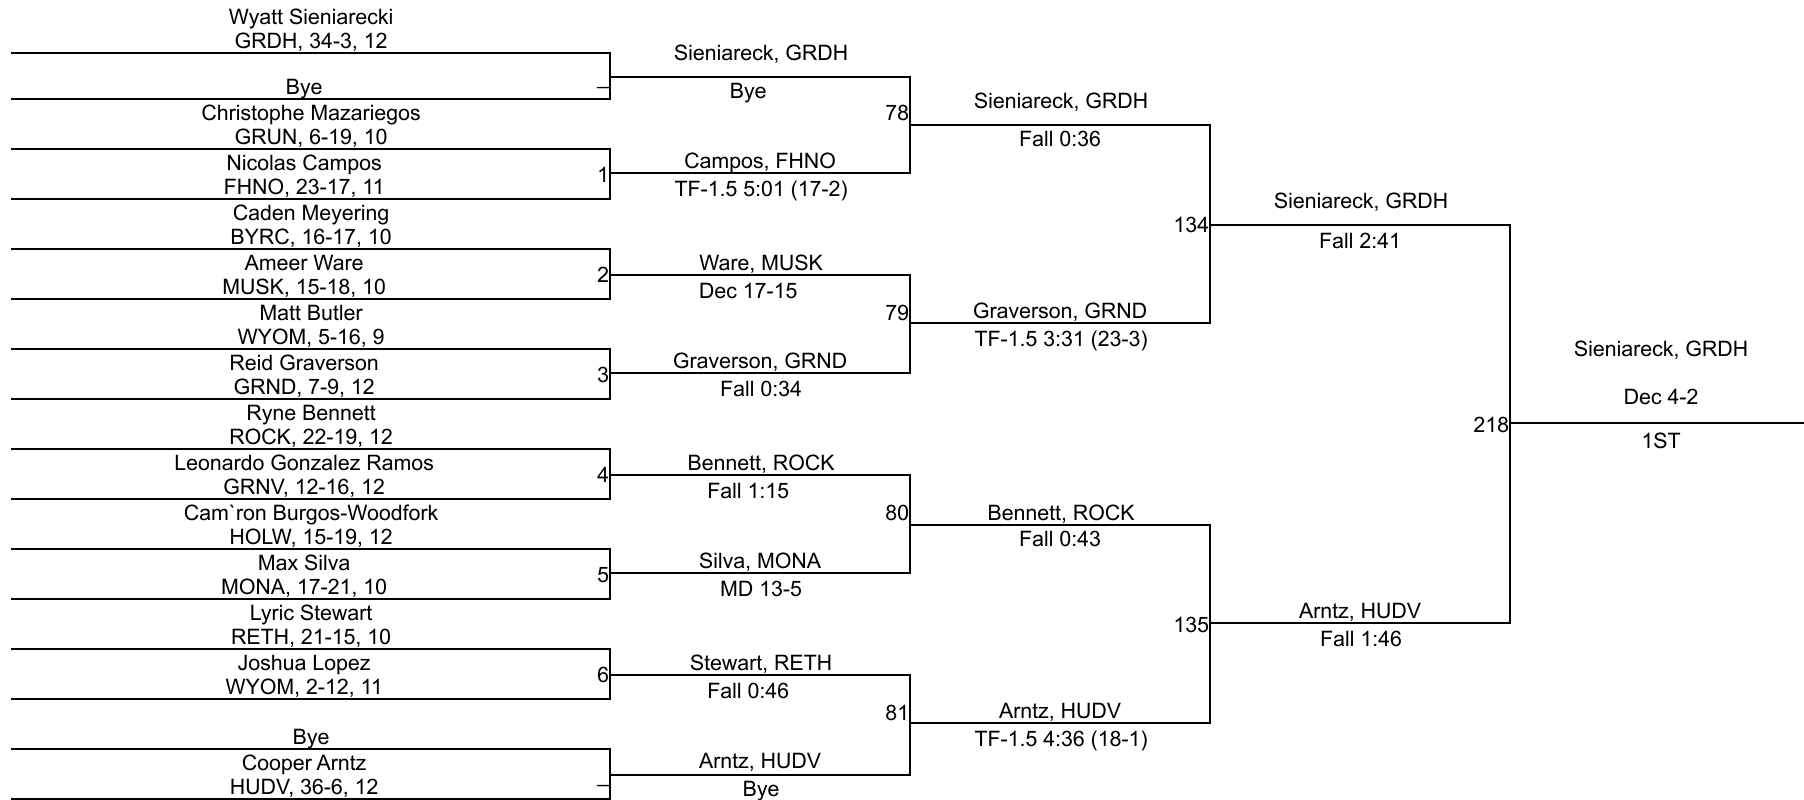 Wyatt Sieniarecki
GRDH, 34-3, 12
Bye
Christophe Mazariegos
GRUN, 6-19, 10
Nicolas Campos
FHNO, 23-17, 11
Caden Meyering
BYRC, 16-17, 10
Ameer Ware
MUSK, 15-18, 10
Matt Butler
WYOM, 5-16, 9
Reid Graverson
GRND, 7-9, 12
Ryne Bennett
ROCK, 22-19, 12
Leonardo Gonzalez Ramos
GRNV, 12-16, 12
Cam`ron Burgos-Woodfork
HOLW, 15-19, 12
Max Silva
MONA, 17-21, 10
Lyric Stewart
RETH, 21-15, 10
Joshua Lopez
WYOM, 2-12, 11
Bye
Cooper Arntz
HUDV, 36-6, 12
–
1
2
3
4
5
6
–
Sieniareck, GRDH
Bye
Campos, FHNO
TF-1.5 5:01 (17-2)
Ware, MUSK
Dec 17-15
Graverson, GRND
Fall 0:34
Bennett, ROCK
Fall 1:15
Silva, MONA
MD 13-5
Stewart, RETH
Fall 0:46
Arntz, HUDV
Bye
78
79
80
81
Sieniareck, GRDH
Fall 0:36
Graverson, GRND
TF-1.5 3:31 (23-3)
Bennett, ROCK
Fall 0:43
Arntz, HUDV
TF-1.5 4:36 (18-1)
134
135
Sieniareck, GRDH
Fall 2:41
Arntz, HUDV
Fall 1:46
218
Sieniareck, GRDH
Dec 4-2
1ST